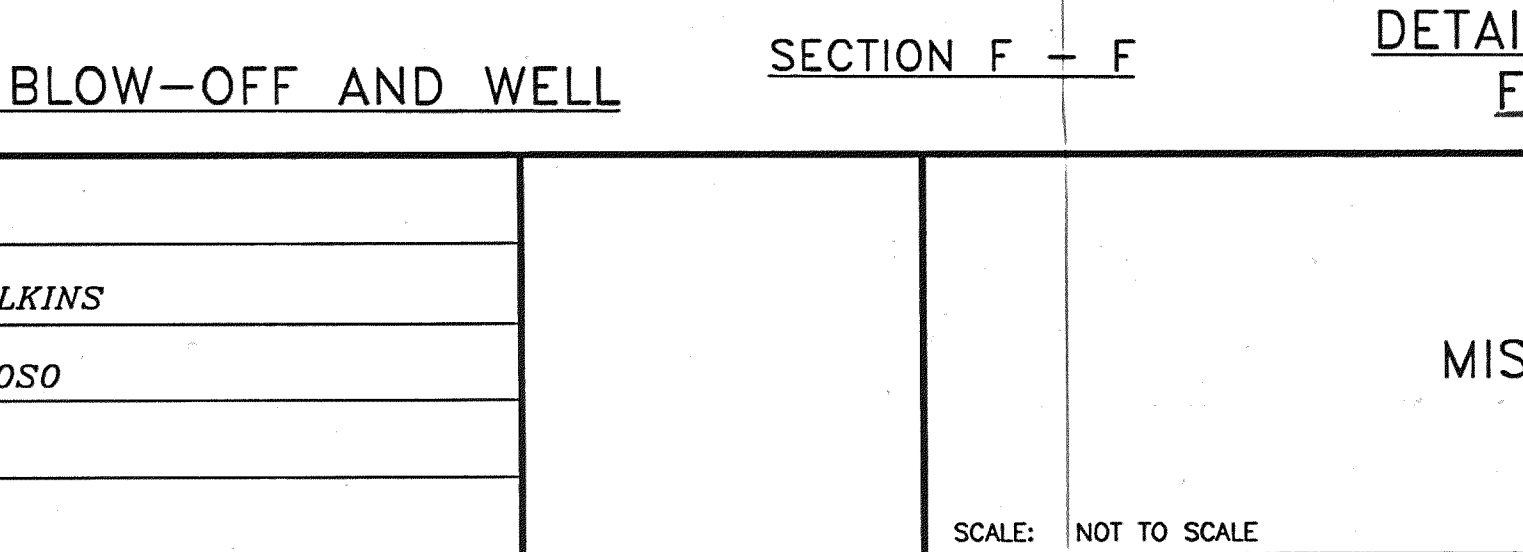 BLOW-OFF AND WELL
SECTION F - F
DETAI
F
LKINS
OSO
MIS
SCALE: NOT TO SCALE